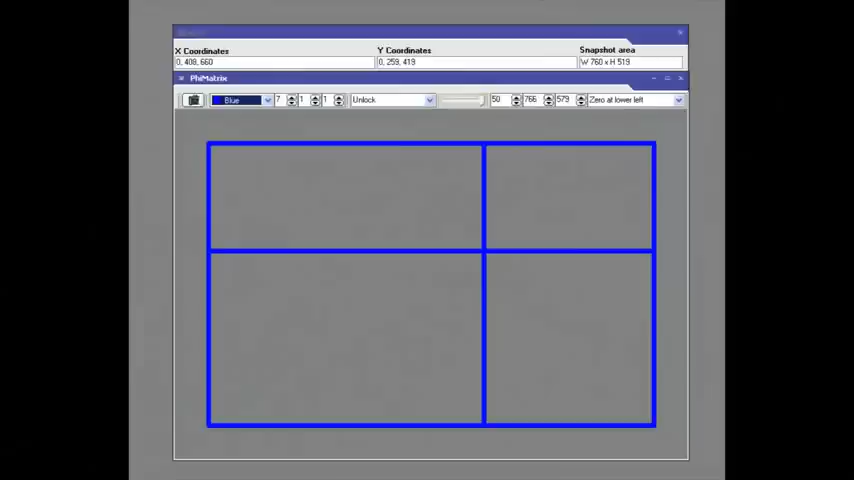 X Coordinates Y Coordinates Snapshot area
0, 408, 660 0, 259, 419 W 760 x H 519
PhiMatrix
Blue 7 1 1 Unlock 50 766 579 Zero at lower left